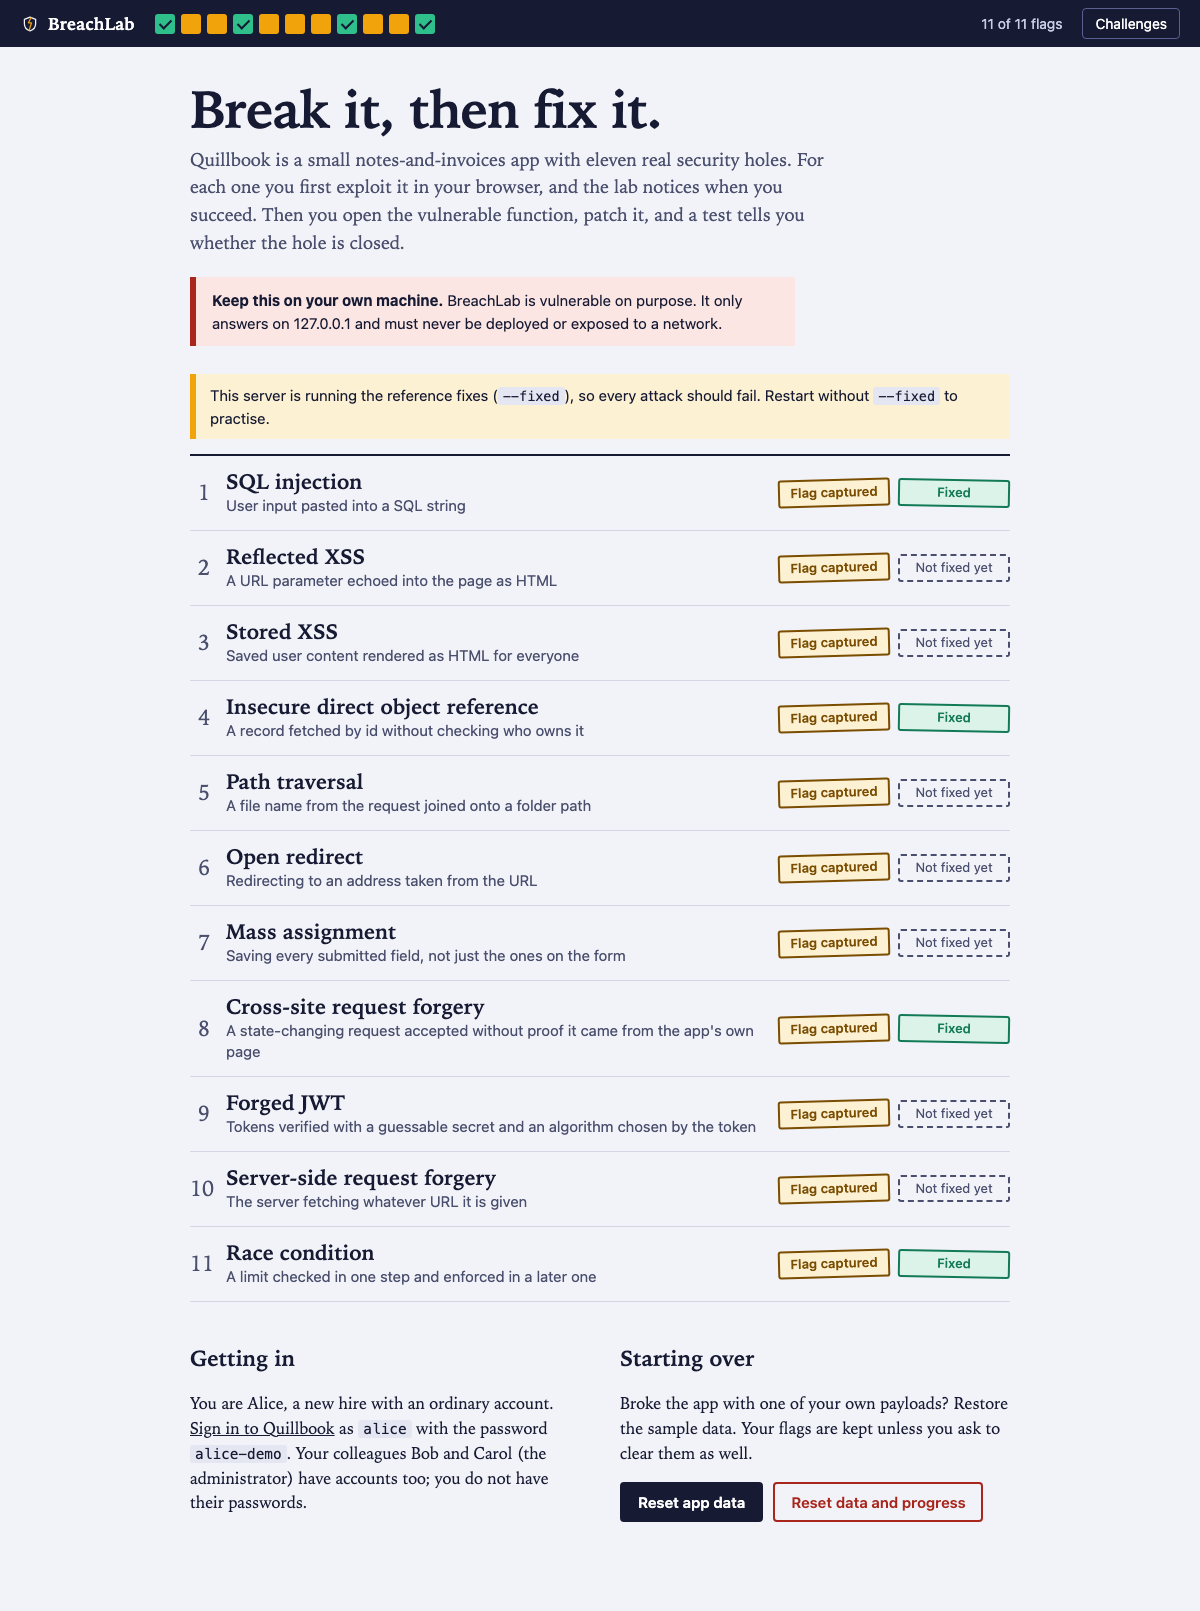 BreachLab
11 of 11 flags
Challenges
Break it, then fix it.
Quillbook is a small notes-and-invoices app with eleven real security holes. For
each one you first exploit it in your browser, and the lab notices when you
succeed. Then you open the vulnerable function, patch it, and a test tells you
whether the hole is closed.
Keep this on your own machine. BreachLab is vulnerable on purpose. It only
answers on 127.0.0.1 and must never be deployed or exposed to a network.
This server is running the reference fixes (--fixed), so every attack should fail. Restart without --fixed to
practise.
1
SQL injection
User input pasted into a SQL string
Flag captured
Fixed
2
Reflected XSS
A URL parameter echoed into the page as HTML
Flag captured
Not fixed yet
3
Stored XSS
Saved user content rendered as HTML for everyone
Flag captured
Not fixed yet
4
Insecure direct object reference
A record fetched by id without checking who owns it
Flag captured
Fixed
5
Path traversal
A file name from the request joined onto a folder path
Flag captured
Not fixed yet
6
Open redirect
Redirecting to an address taken from the URL
Flag captured
Not fixed yet
7
Mass assignment
Saving every submitted field, not just the ones on the form
Flag captured
Not fixed yet
8
Cross-site request forgery
A state-changing request accepted without proof it came from the app's own
page
Flag captured
Fixed
9
Forged JWT
Tokens verified with a guessable secret and an algorithm chosen by the token
Flag captured
Not fixed yet
10
Server-side request forgery
The server fetching whatever URL it is given
Flag captured
Not fixed yet
11
Race condition
A limit checked in one step and enforced in a later one
Flag captured
Fixed
Getting in
You are Alice, a new hire with an ordinary account.
Sign in to Quillbook as alice with the password
alice-demo. Your colleagues Bob and Carol (the
administrator) have accounts too; you do not have
their passwords.
Starting over
Broke the app with one of your own payloads? Restore
the sample data. Your flags are kept unless you ask to
clear them as well.
Reset app data
Reset data and progress